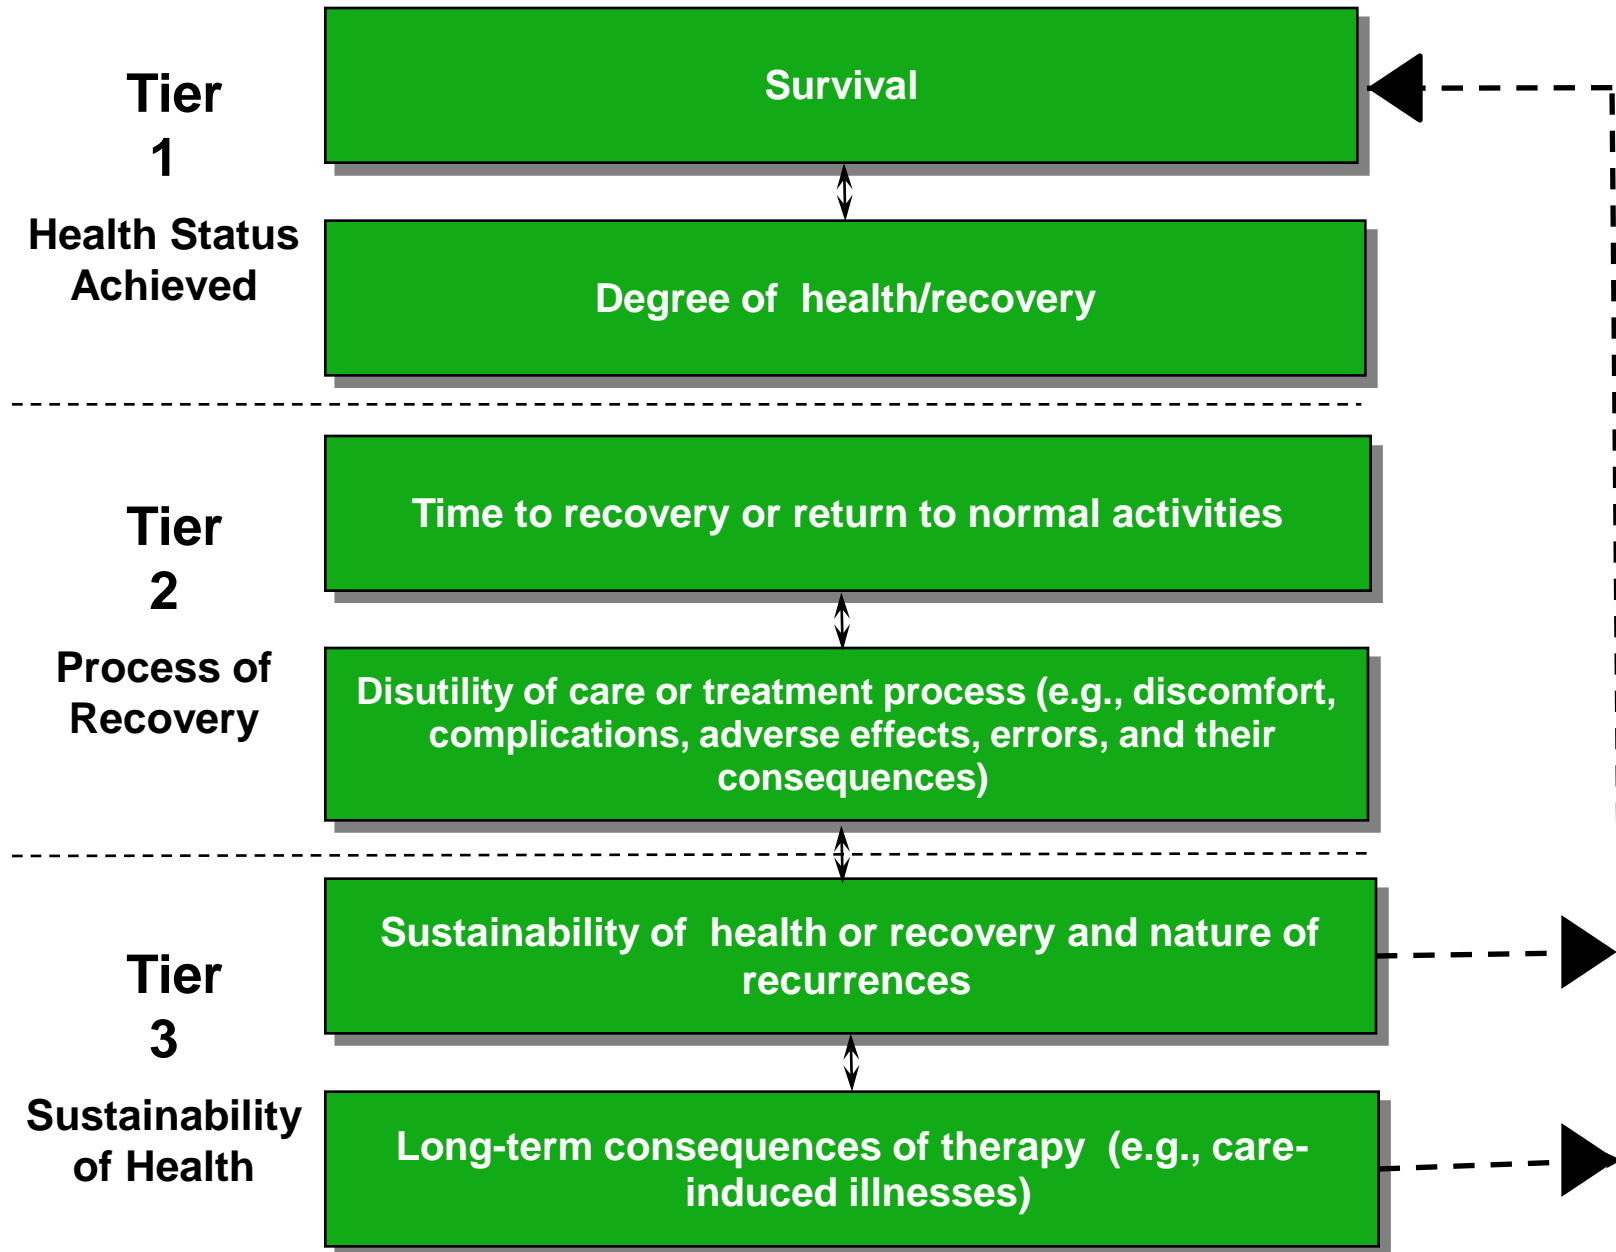 Tier
1
Health Status
Achieved
Survival
Degree of health/recovery
Tier
2
Process of
Recovery
Time to recovery or return to normal activities
Disutility of care or treatment process (e.g., discomfort,
complications, adverse effects, errors, and their
consequences)
Tier
3
Sustainability
of Health
Sustainability of health or recovery and nature of
recurrences
Long-term consequences of therapy (e.g., care-
induced illnesses)